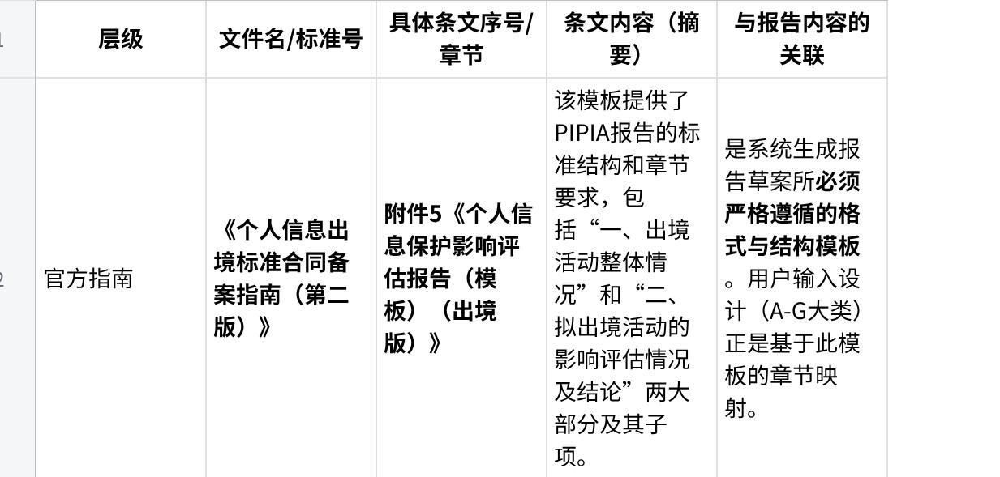 1
层级
文件名/标准号
具体条文序号/
章节
条文内容（摘
要）
与报告内容的
关联
2
官方指南
《个人信息出
境标准合同备
案指南（第二
版）》
附件5《个人信
息保护影响评
估报告（模
板）（出境
版）》
该模板提供了
PIPIA报告的标
准结构和章节
要求，包
括“一、出境
活动整体情
况”和“二、
拟出境活动的
影响评估情况
及结论”两大
部分及其子
项。
是系统生成报
告草案所必须
严格遵循的格
式与结构模板
。用户输入设
计（A-G大类）
正是基于此模
板的章节映
射。